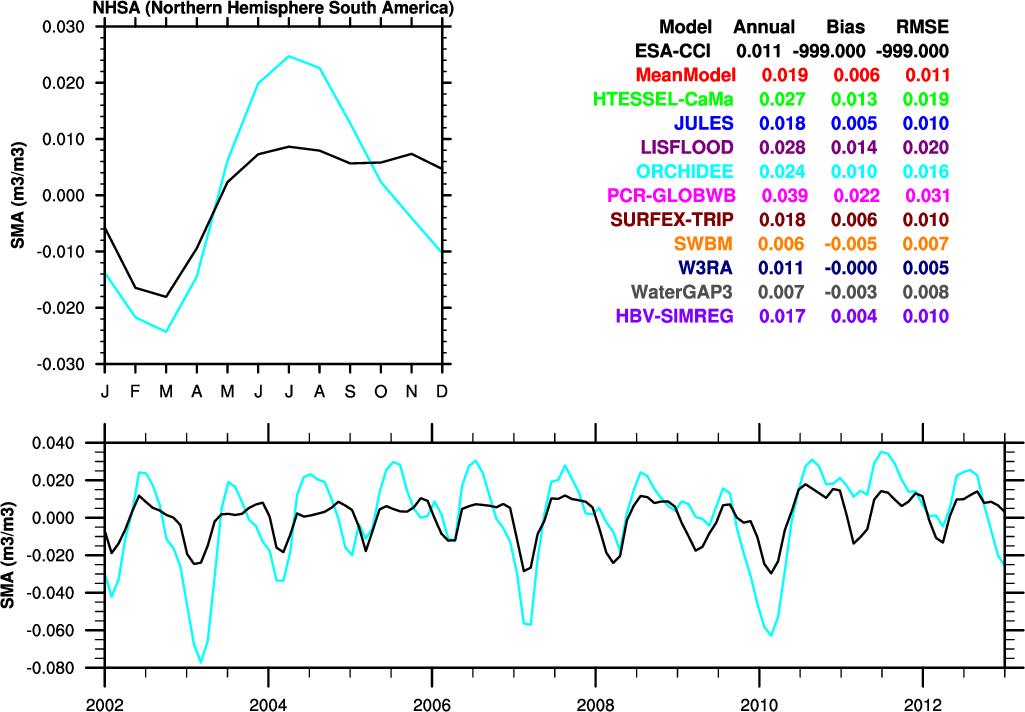 NHSA (Northern Hemisphere South America)
0.030
0.020
0.010
0.000
-0.010
-0.020
-0.030
SMA (m3/m3)
J F M A M J J A S O N D
Model Annual Bias RMSE
ESA-CCI 0.011 -999.000 -999.000
MeanModel 0.019 0.006 0.011
HTESSEL-CaMa 0.027 0.013 0.019
JULES 0.018 0.005 0.010
LISFLOOD 0.028 0.014 0.020
ORCHIDEE 0.024 0.010 0.016
PCR-GLOBWB 0.039 0.022 0.031
SURFEX-TRIP 0.018 0.006 0.010
SWBM 0.006 -0.005 0.007
W3RA 0.011 -0.000 0.005
WaterGAP3 0.007 -0.003 0.008
HBV-SIMREG 0.017 0.004 0.010
0.040
0.020
0.000
-0.020
-0.040
-0.060
-0.080
SMA (m3/m3)
2002 2004 2006 2008 2010 2012